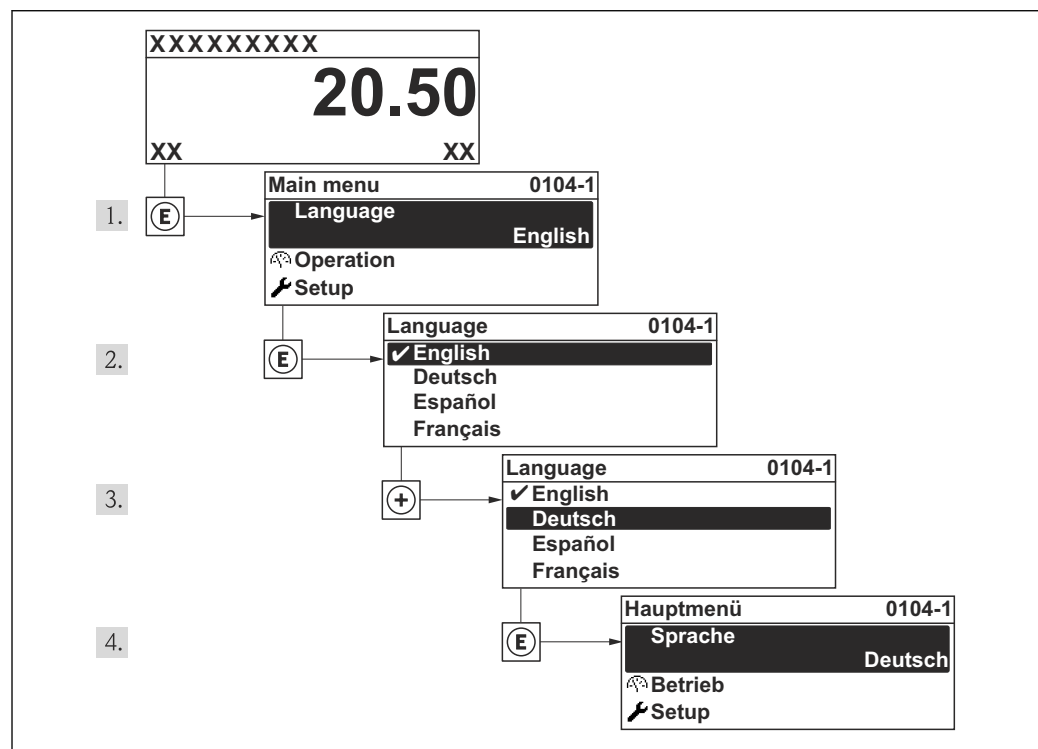 XXXXXXXXX
20.50
XX XX
1. E
Main menu 0104-1
Language
English
Operation
Setup
2. E
Language 0104-1
✔ English
Deutsch
Español
Français
3. +
Language 0104-1
✔ English
Deutsch
Español
Français
4. E
Hauptmenü 0104-1
Sprache
Deutsch
Betrieb
Setup